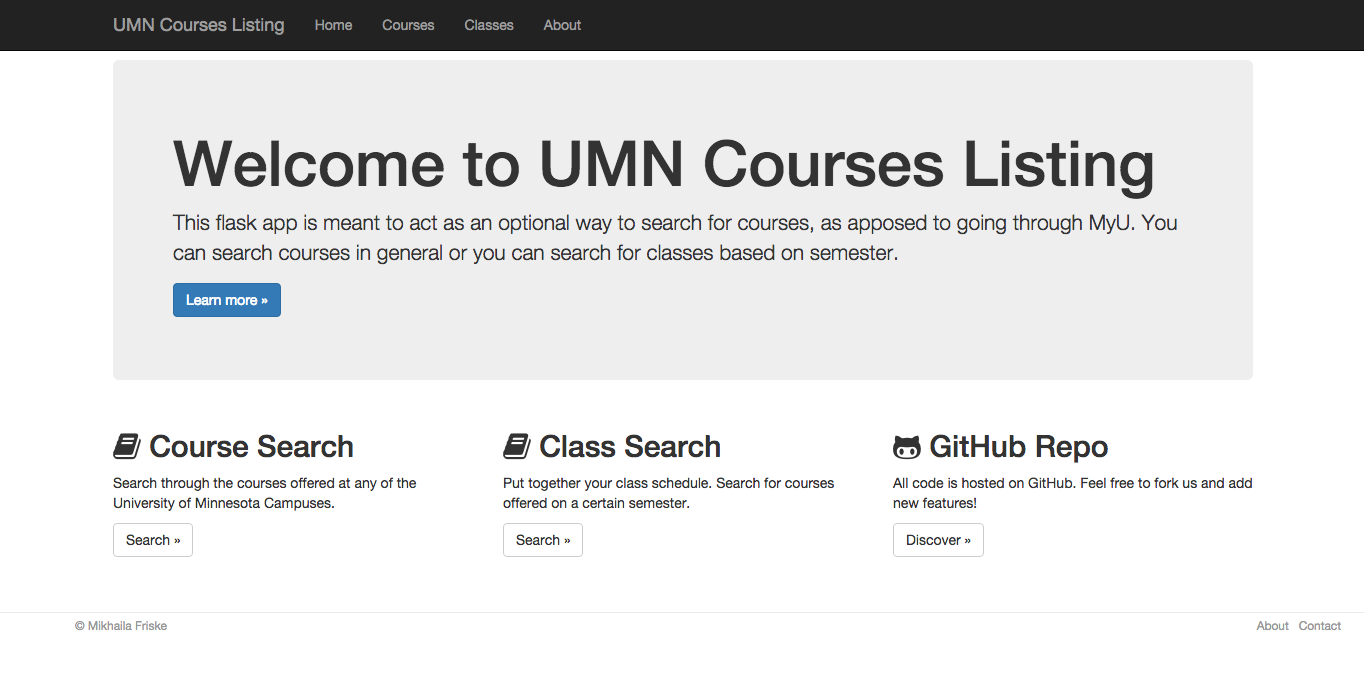 UMN Courses Listing Home Courses Classes About
Welcome to UMN Courses Listing
This flask app is meant to act as an optional way to search for courses, as apposed to going through MyU. You
can search courses in general or you can search for classes based on semester.
Learn more »
Course Search
Search through the courses offered at any of the
University of Minnesota Campuses.
Search »
Class Search
Put together your class schedule. Search for courses
offered on a certain semester.
Search »
GitHub Repo
All code is hosted on GitHub. Feel free to fork us and add
new features!
Discover »
© Mikhaila Friske
About Contact